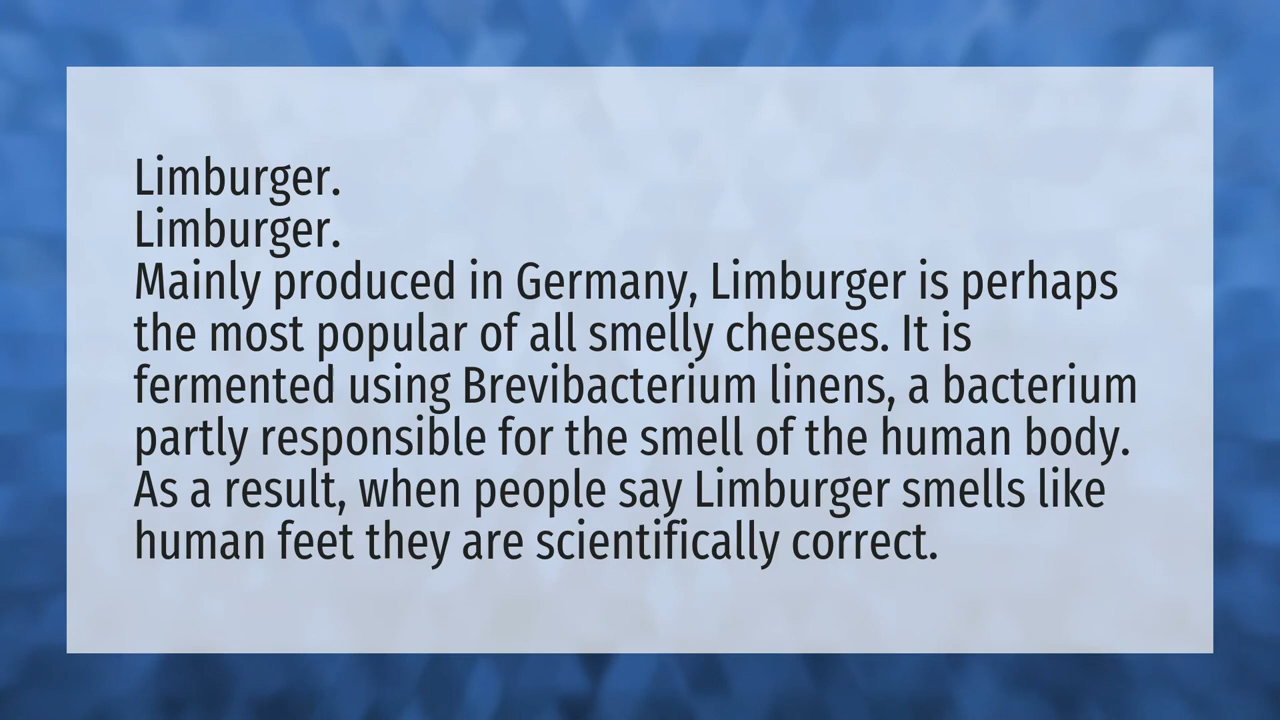 Limburger.
Limburger.
Mainly produced in Germany, Limburger is perhaps
the most popular of all smelly cheeses. It is
fermented using Brevibacterium linens, a bacterium
partly responsible for the smell of the human body.
As a result, when people say Limburger smells like
human feet they are scientifically correct.